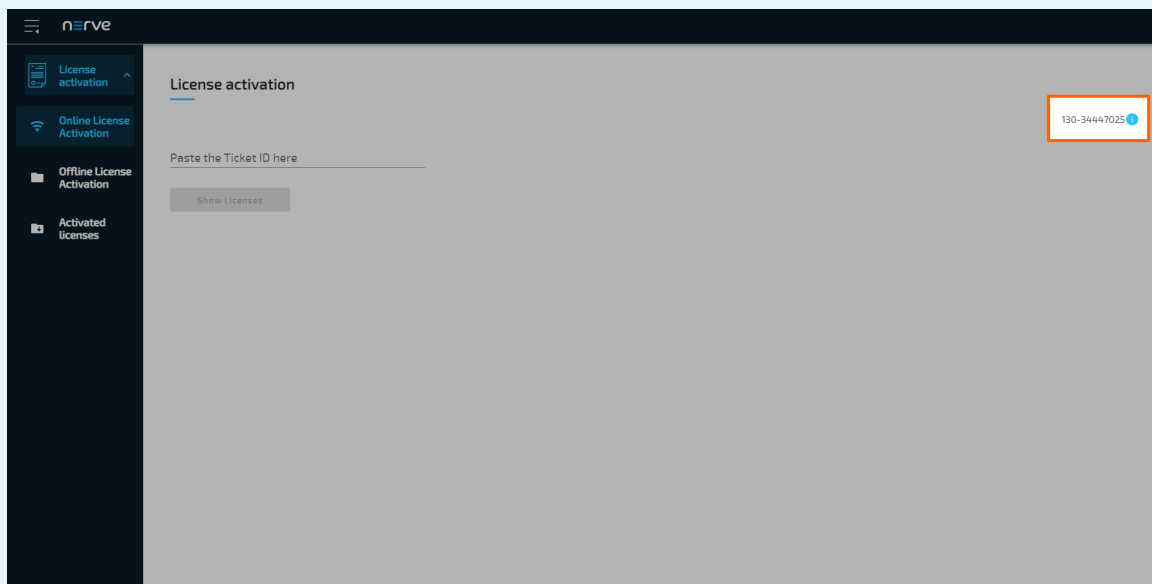 nerve
License
activation
Online License
Activation
Offline License
Activation
Activated
licenses
License activation
130-34447025
Paste the Ticket ID here
Show Licenses